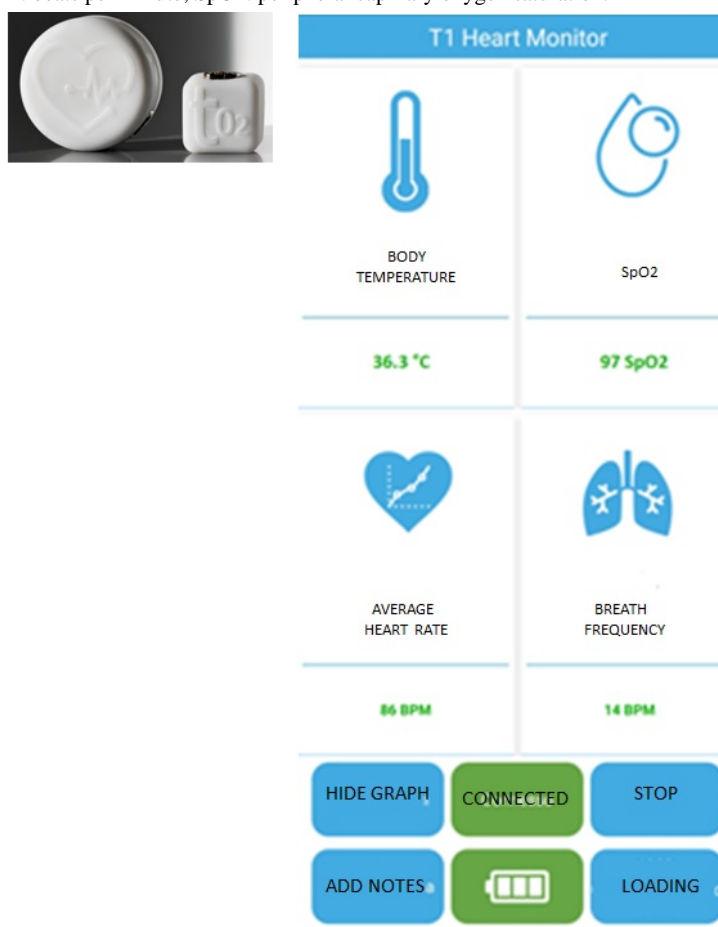 T1 Heart Monitor
tO2
BODY
TEMPERATURE
SpO2
36.3 °C
97 SpO2
AVERAGE
HEART RATE
BREATH
FREQUENCY
86 BPM
14 BPM
HIDE GRAPH
CONNECTED
STOP
ADD NOTES
LOADING